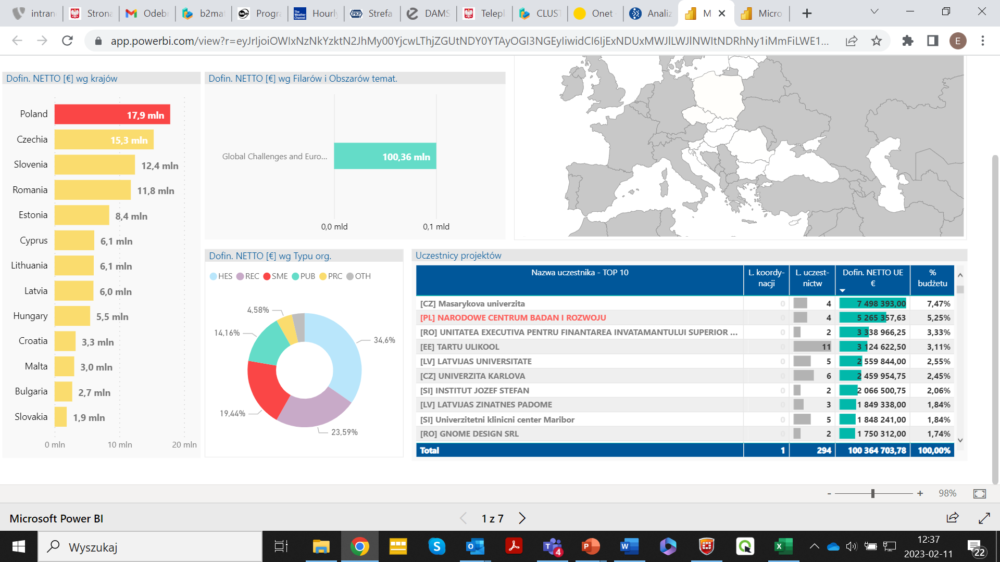 intran
Strona
Odebr
b2mat
Progra
Hourly
Strefa
DAMS
Telepl
CLUST
Onet
Analiz
M
Micro
app.powerbi.com/view?r=eyJrIjoiOWIxNzNkYzktN2JhMy00YjcwLThjZGUtNDY0YTAyOGI3NGEyIiwidCI6IjExNDUxMWJlLWJlNWItNDRhNy1iMmFiLWE1...
E
Dofin. NETTO [€] wg krajów
Poland 17,9 mln
Czechia 15,3 mln
Slovenia 12,4 mln
Romania 11,8 mln
Estonia 8,4 mln
Cyprus 6,1 mln
Lithuania 6,1 mln
Latvia 6,0 mln
Hungary 5,5 mln
Croatia 3,3 mln
Malta 3,0 mln
Bulgaria 2,7 mln
Slovakia 1,9 mln
0 mln 10 mln 20 mln
Dofin. NETTO [€] wg Filarów i Obszarów temat.
Global Challenges and Euro... 100,36 mln
0,0 mld 0,1 mld
Dofin. NETTO [€] wg Typu org.
HES REC SME PUB PRC OTH
4,58%
14,16%
34,6%
19,44%
23,59%
Uczestnicy projektów
Nazwa uczestnika - TOP 10 L. koordy- L. uczest- Dofin. NETTO UE %
nacji nictw € budżetu
[CZ] Masarykova univerzita 0 4 7 498 393,00 7,47%
[PL] NARODOWE CENTRUM BADAN I ROZWOJU 0 4 5 265 357,63 5,25%
[RO] UNITATEA EXECUTIVA PENTRU FINANTAREA INVATAMANTULUI SUPERIOR ... 0 2 3 338 966,25 3,33%
[EE] TARTU ULIKOOL 0 11 3 124 622,50 3,11%
[LV] LATVIJAS UNIVERSITATE 0 5 2 559 844,00 2,55%
[CZ] UNIVERZITA KARLOVA 0 6 2 459 954,75 2,45%
[SI] INSTITUT JOZEF STEFAN 0 2 2 066 500,75 2,06%
[LV] LATVIJAS ZINATNES PADOME 0 3 1 849 338,00 1,84%
[SI] Univerzitetni klinicni center Maribor 0 5 1 848 241,00 1,84%
[RO] GNOME DESIGN SRL 0 2 1 750 312,00 1,74%
Total 1 294 100 364 703,78 100,00%
- + 98%
Microsoft Power BI
1 z 7
Wyszukaj
12:37
2023-02-11
4
22